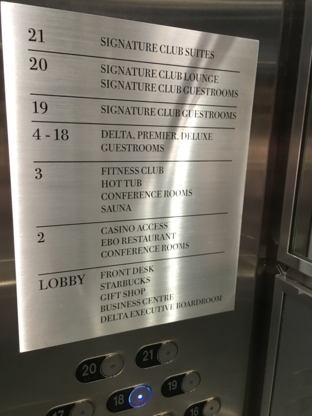 21 SIGNATURE CLUB SUITES
20 SIGNATURE CLUB LOUNGE
SIGNATURE CLUB GUESTROOMS
19 SIGNATURE CLUB GUESTROOMS
4 - 18 DELTA, PREMIER, DELUXE
GUESTROOMS
3 FITNESS CLUB
HOT TUB
CONFERENCE ROOMS
SAUNA
2 CASINO ACCESS
EBO RESTAURANT
CONFERENCE ROOMS
LOBBY FRONT DESK
STARBUCKS
GIFT SHOP
BUSINESS CENTRE
DELTA EXECUTIVE BOARDROOM
20 21
18 19
17 16